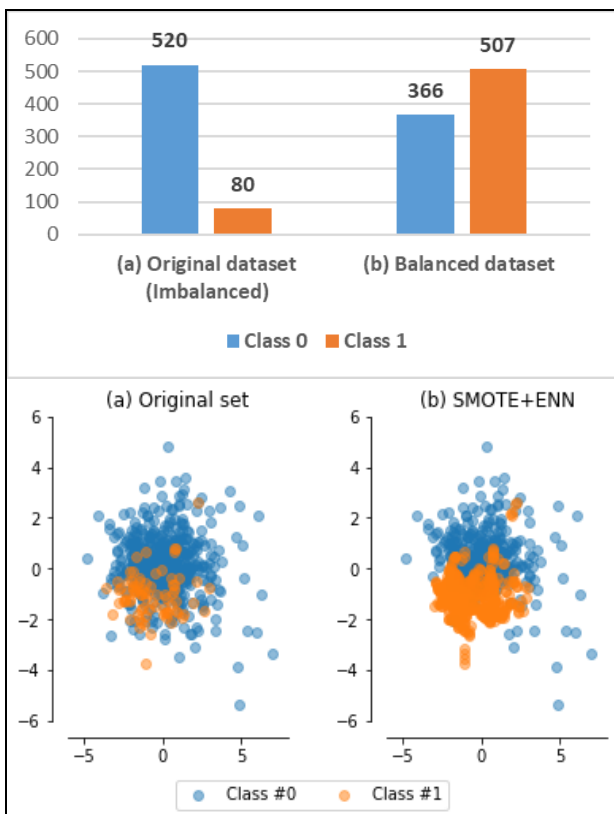 600
500
400
300
200
100
0
520
80
366
507
(a) Original dataset
(Imbalanced)
(b) Balanced dataset
Class 0 Class 1
(a) Original set
6
4
2
0
−2
−4
−6
−5 0 5
(b) SMOTE+ENN
6
4
2
0
−2
−4
−6
−5 0 5
Class #0 Class #1